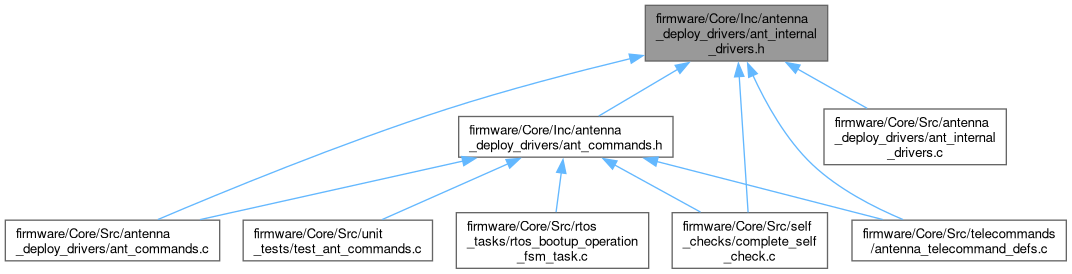 firmware/Core/Inc/antenna
_deploy_drivers/ant_internal
_drivers.h
firmware/Core/Src/antenna
_deploy_drivers/ant_internal
_drivers.c
firmware/Core/Inc/antenna
_deploy_drivers/ant_commands.h
firmware/Core/Src/antenna
_deploy_drivers/ant_commands.c
firmware/Core/Src/unit
_tests/test_ant_commands.c
firmware/Core/Src/rtos
_tasks/rtos_bootup_operation
_fsm_task.c
firmware/Core/Src/self
_checks/complete_self
_check.c
firmware/Core/Src/telecommands
/antenna_telecommand_defs.c